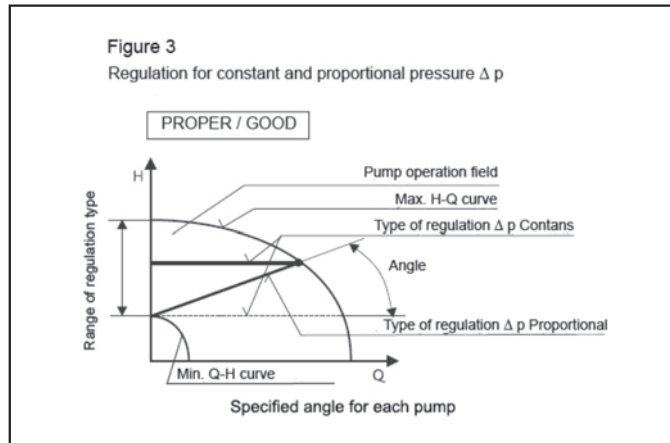 Figure 3
Regulation for constant and proportional pressure Δ p
PROPER / GOOD
H
Pump operation field
Max. H-Q curve
Type of regulation Δ p Contans
Angle
Range of regulation type
Type of regulation Δ p Proportional
Min. Q-H curve
Q
Specified angle for each pump